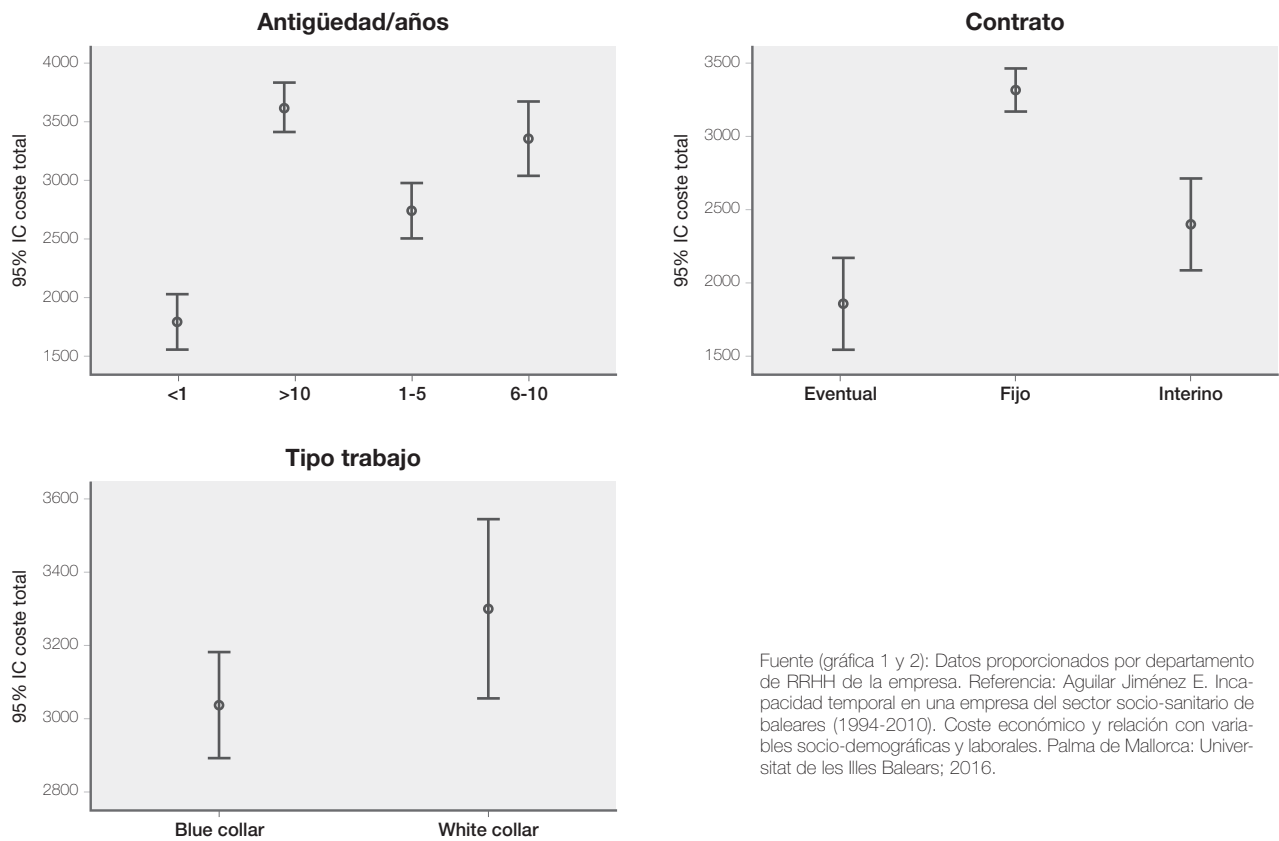 Antigüedad/años
95% IC coste total
4000
3500
3000
2500
2000
1500
<1
>10
1-5
6-10
Contrato
95% IC coste total
3500
3000
2500
2000
1500
Eventual
Fijo
Interino
Tipo trabajo
95% IC coste total
3600
3400
3200
3000
2800
Blue collar
White collar
Fuente (gráfica 1 y 2): Datos proporcionados por departamento
de RRHH de la empresa. Referencia: Aguilar Jiménez E. Inca-
pacidad temporal en una empresa del sector socio-sanitario de
baleares (1994-2010). Coste económico y relación con varia-
bles socio-demográficas y laborales. Palma de Mallorca: Univer-
sitat de les Illes Balears; 2016.